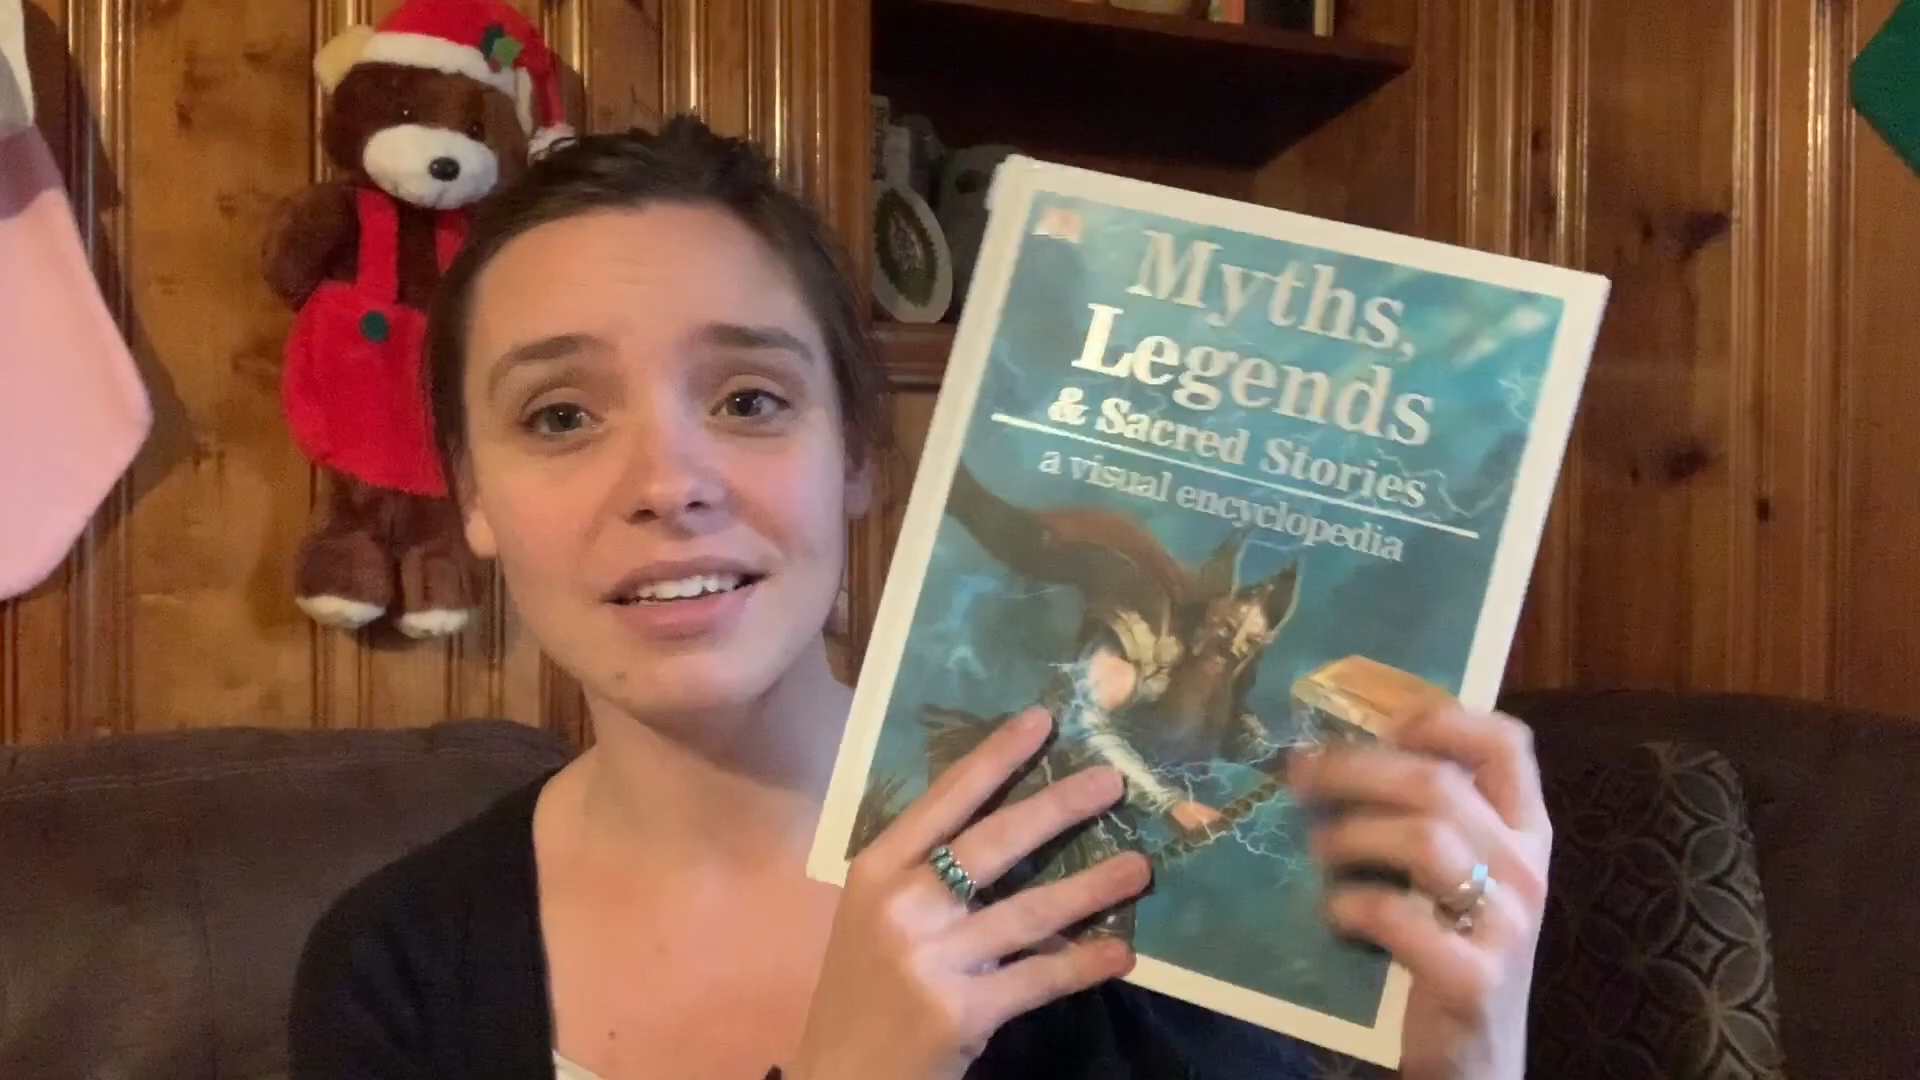 Myths,
Legends
& Sacred Stories
a visual encyclopedia